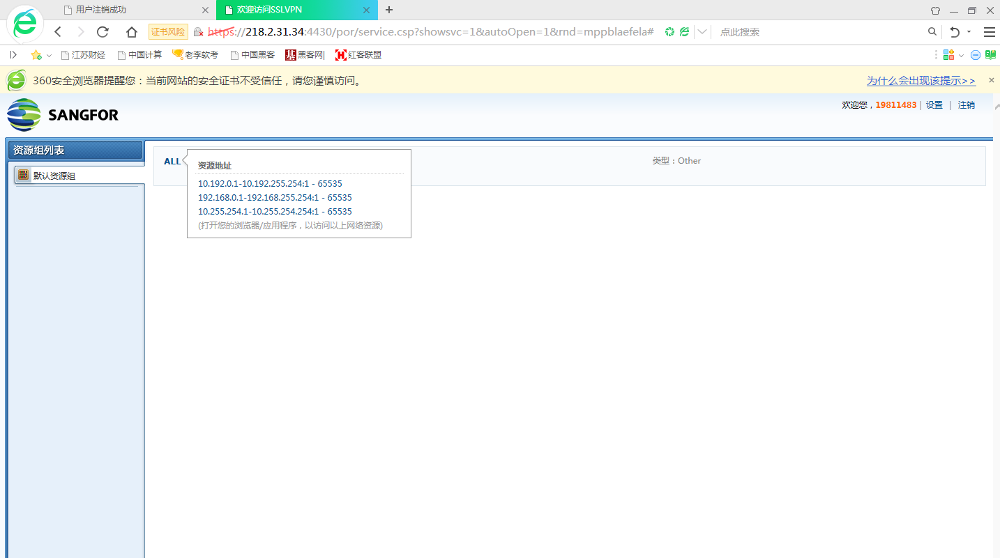 用户注销成功
欢迎访问SSLVPN
证书风险
https://218.2.31.34:4430/por/service.csp?showsvc=1&autoOpen=1&rnd=mppblaefela#
点此搜索
江苏财经
中国计算
老李软考
中国黑客
黑客网|
红客联盟
360安全浏览器提醒您：当前网站的安全证书不受信任，请您谨慎访问。
为什么会出现该提示>>
SANGFOR
欢迎您，19811483 | 设置 | 注销
资源组列表
默认资源组
ALL
类型：Other
资源地址
10.192.0.1-10.192.255.254:1 - 65535
192.168.0.1-192.168.255.254:1 - 65535
10.255.254.1-10.255.254.254:1 - 65535
(打开您的浏览器/应用程序，以访问以上网络资源)